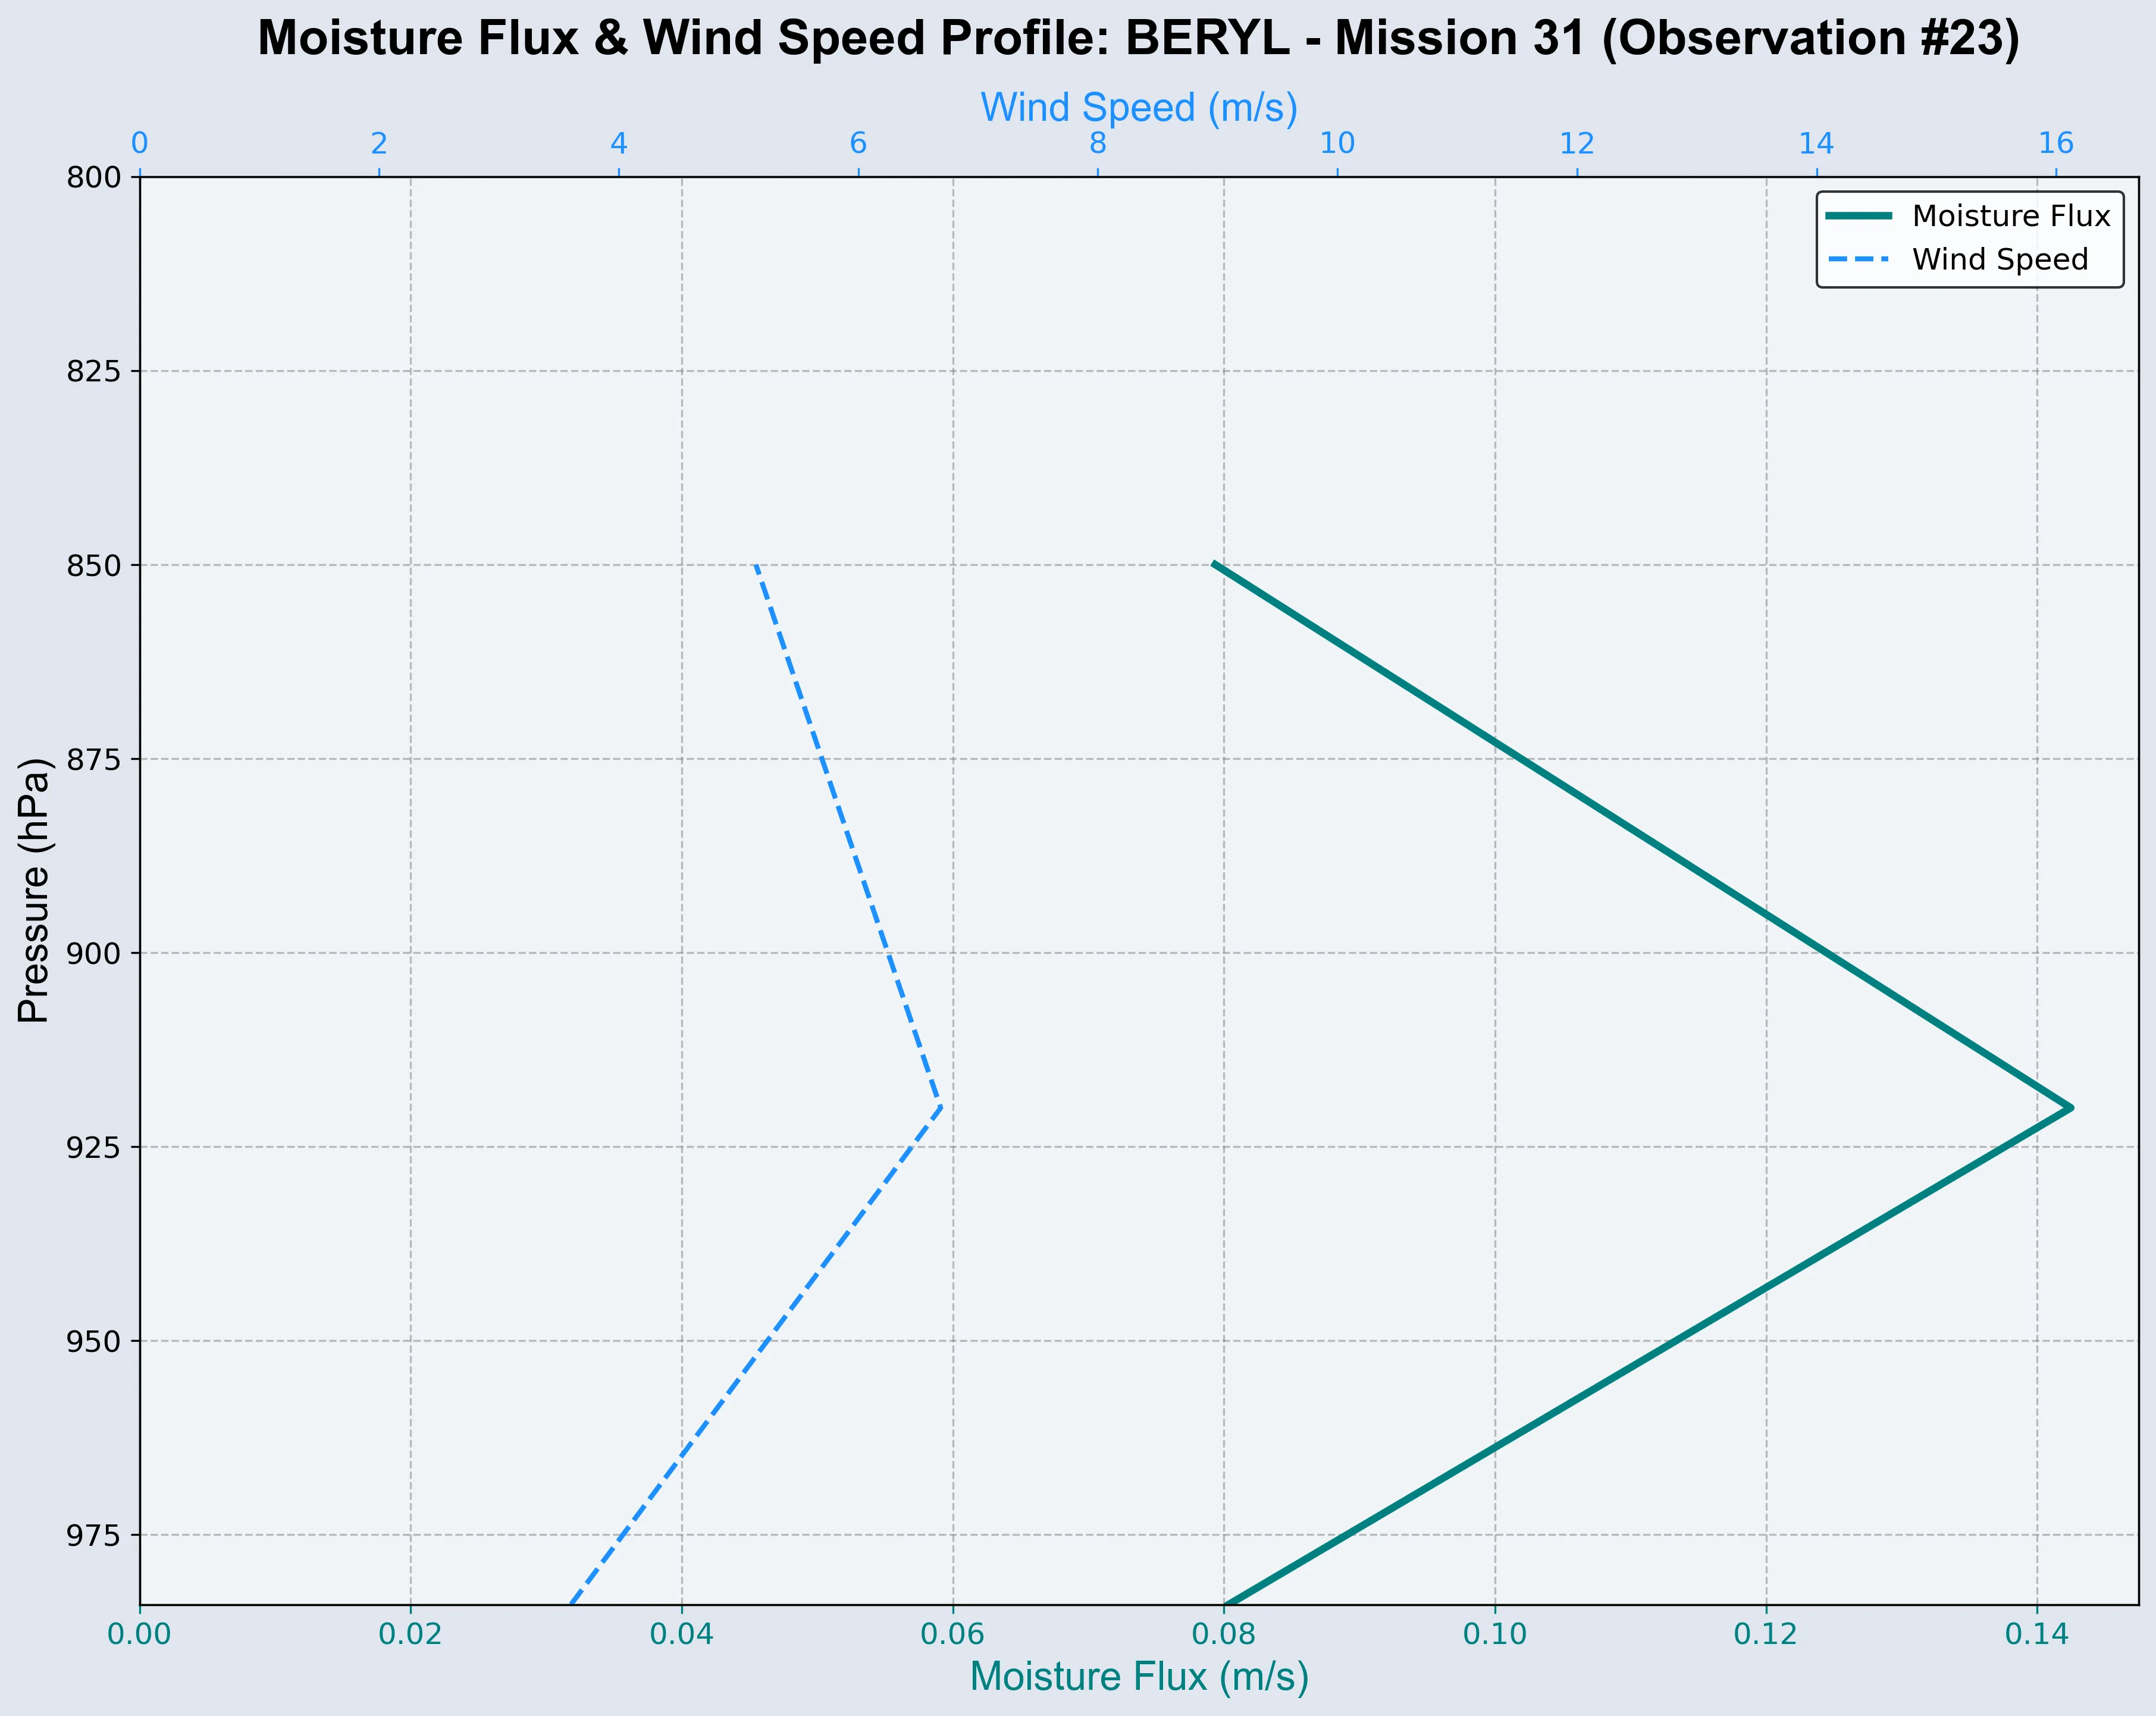 Moisture Flux & Wind Speed Profile: BERYL - Mission 31 (Observation #23)
Wind Speed (m/s)
0 2 4 6 8 10 12 14 16
Moisture Flux
Wind Speed
Pressure (hPa)
800
825
850
875
900
925
950
975
0.00 0.02 0.04 0.06 0.08 0.10 0.12 0.14
Moisture Flux (m/s)